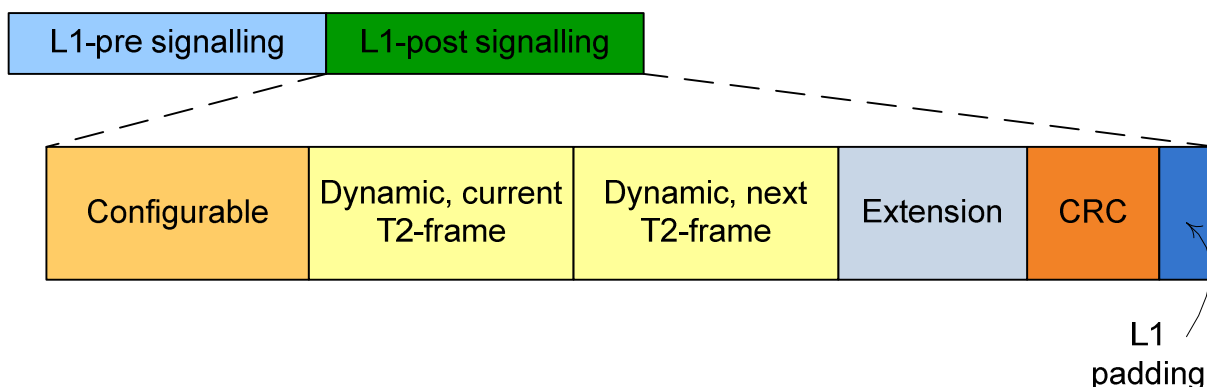 L1-pre signalling
L1-post signalling
Configurable
Dynamic, current
T2-frame
Dynamic, next
T2-frame
Extension
CRC
L1
padding